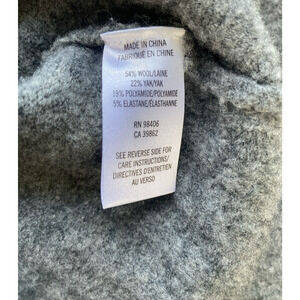 MADE IN CHINA
FABRIQUÉ EN CHINE
54% WOOL/LAINE
22% YAK/YAK
19% POLYAMIDE/POLYAMIDE
5% ELASTANE/ÉLASTHANNE
RN 98406
CA 39862
SEE REVERSE SIDE FOR
CARE INSTRUCTIONS/
DIRECTIVES D'ENTRETIEN
AU VERSO